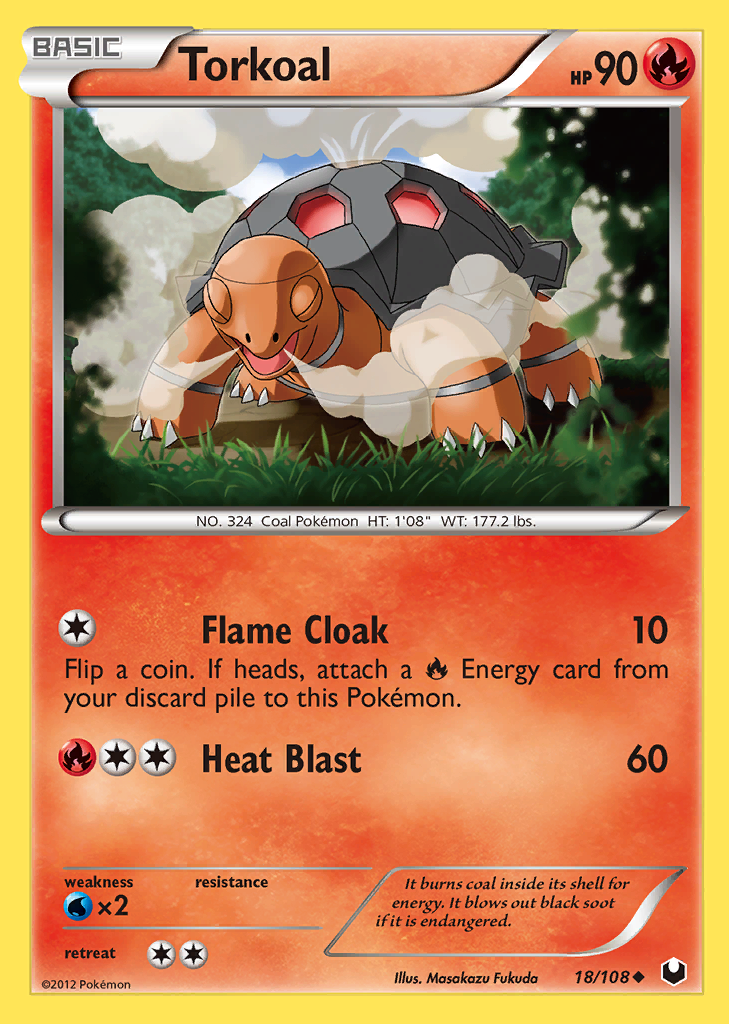 BASIC Torkoal HP 90
NO. 324 Coal Pokémon HT: 1'08" WT: 177.2 lbs.
Flame Cloak 10
Flip a coin. If heads, attach a Energy card from
your discard pile to this Pokémon.
Heat Blast 60
weakness resistance
×2
retreat
It burns coal inside its shell for
energy. It blows out black soot
if it is endangered.
©2012 Pokémon
Illus. Masakazu Fukuda 18/108